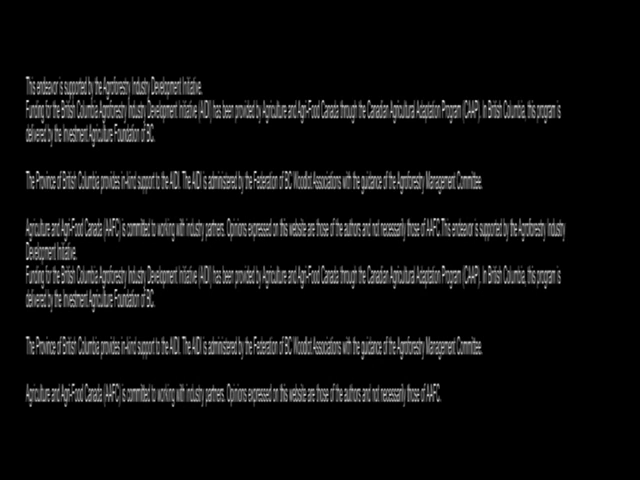 This endeavor is supported by the Agroforestry Industry Development Initiative.
Funding for the British Columbia Agroforestry Industry Development Initiative (AIDI) has been provided by Agriculture and Agri-Food Canada through the Canadian Agricultural Adaptation Program (CAAP). In British Columbia, this program is
delivered by the Investment Agriculture Foundation of BC.
The Province of British Columbia provides in-kind support to the AIDI. The AIDI is administered by the Federation of BC Woodlot Associations with the guidance of the Agroforestry Management Committee.
Agriculture and Agri-Food Canada (AAFC) is committed to working with industry partners. Opinions expressed on this website are those of the authors and not necessarily those of AAFC.This endeavor is supported by the Agroforestry Industry
Development Initiative.
Funding for the British Columbia Agroforestry Industry Development Initiative (AIDI) has been provided by Agriculture and Agri-Food Canada through the Canadian Agricultural Adaptation Program (CAAP). In British Columbia, this program is
delivered by the Investment Agriculture Foundation of BC.
The Province of British Columbia provides in-kind support to the AIDI. The AIDI is administered by the Federation of BC Woodlot Associations with the guidance of the Agroforestry Management Committee.
Agriculture and Agri-Food Canada (AAFC) is committed to working with industry partners. Opinions expressed on this website are those of the authors and not necessarily those of AAFC.